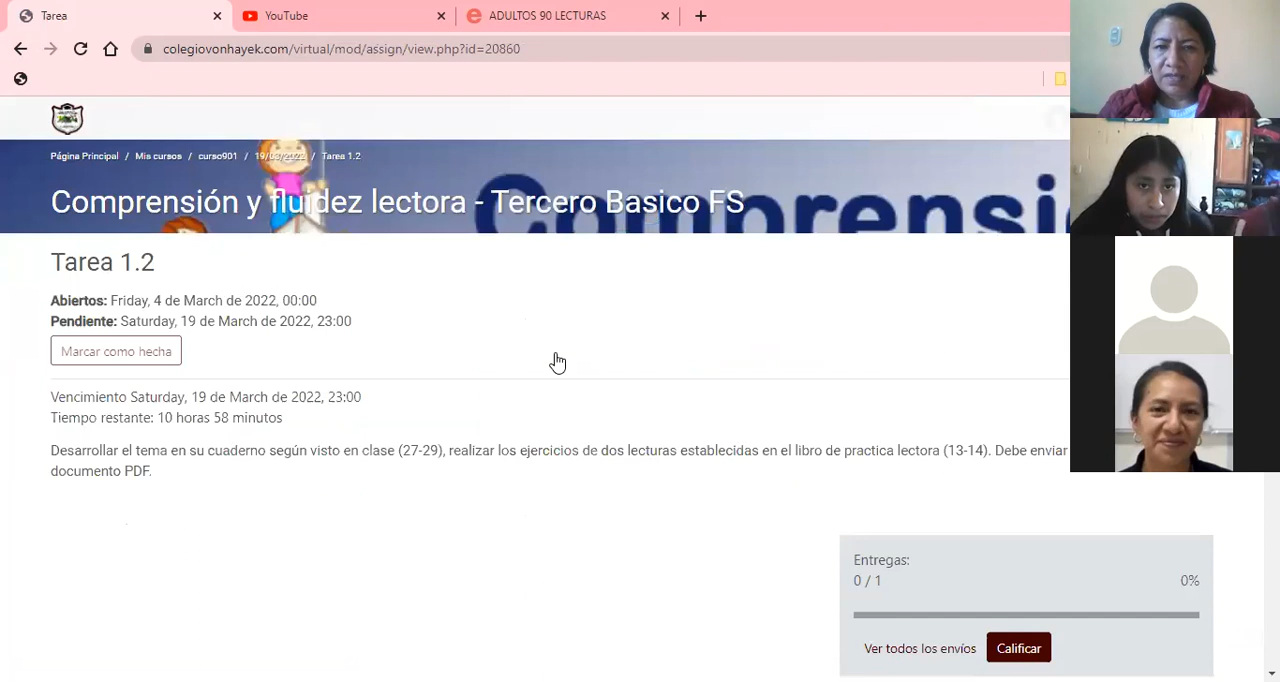 Tarea
YouTube
ADULTOS 90 LECTURAS
colegiovonhayek.com/virtual/mod/assign/view.php?id=20860
Página Principal / Mis cursos / curso901 / 19/03/2022 / Tarea 1.2
Comprensión y fluidez lectora - Tercero Basico FS
Comprensi
Tarea 1.2
Abiertos: Friday, 4 de March de 2022, 00:00
Pendiente: Saturday, 19 de March de 2022, 23:00
Marcar como hecha
Vencimiento Saturday, 19 de March de 2022, 23:00
Tiempo restante: 10 horas 58 minutos
Desarrollar el tema en su cuaderno según visto en clase (27-29), realizar los ejercicios de dos lecturas establecidas en el libro de practica lectora (13-14). Debe enviar
documento PDF.
Entregas:
0 / 1 0%
Ver todos los envíos Calificar